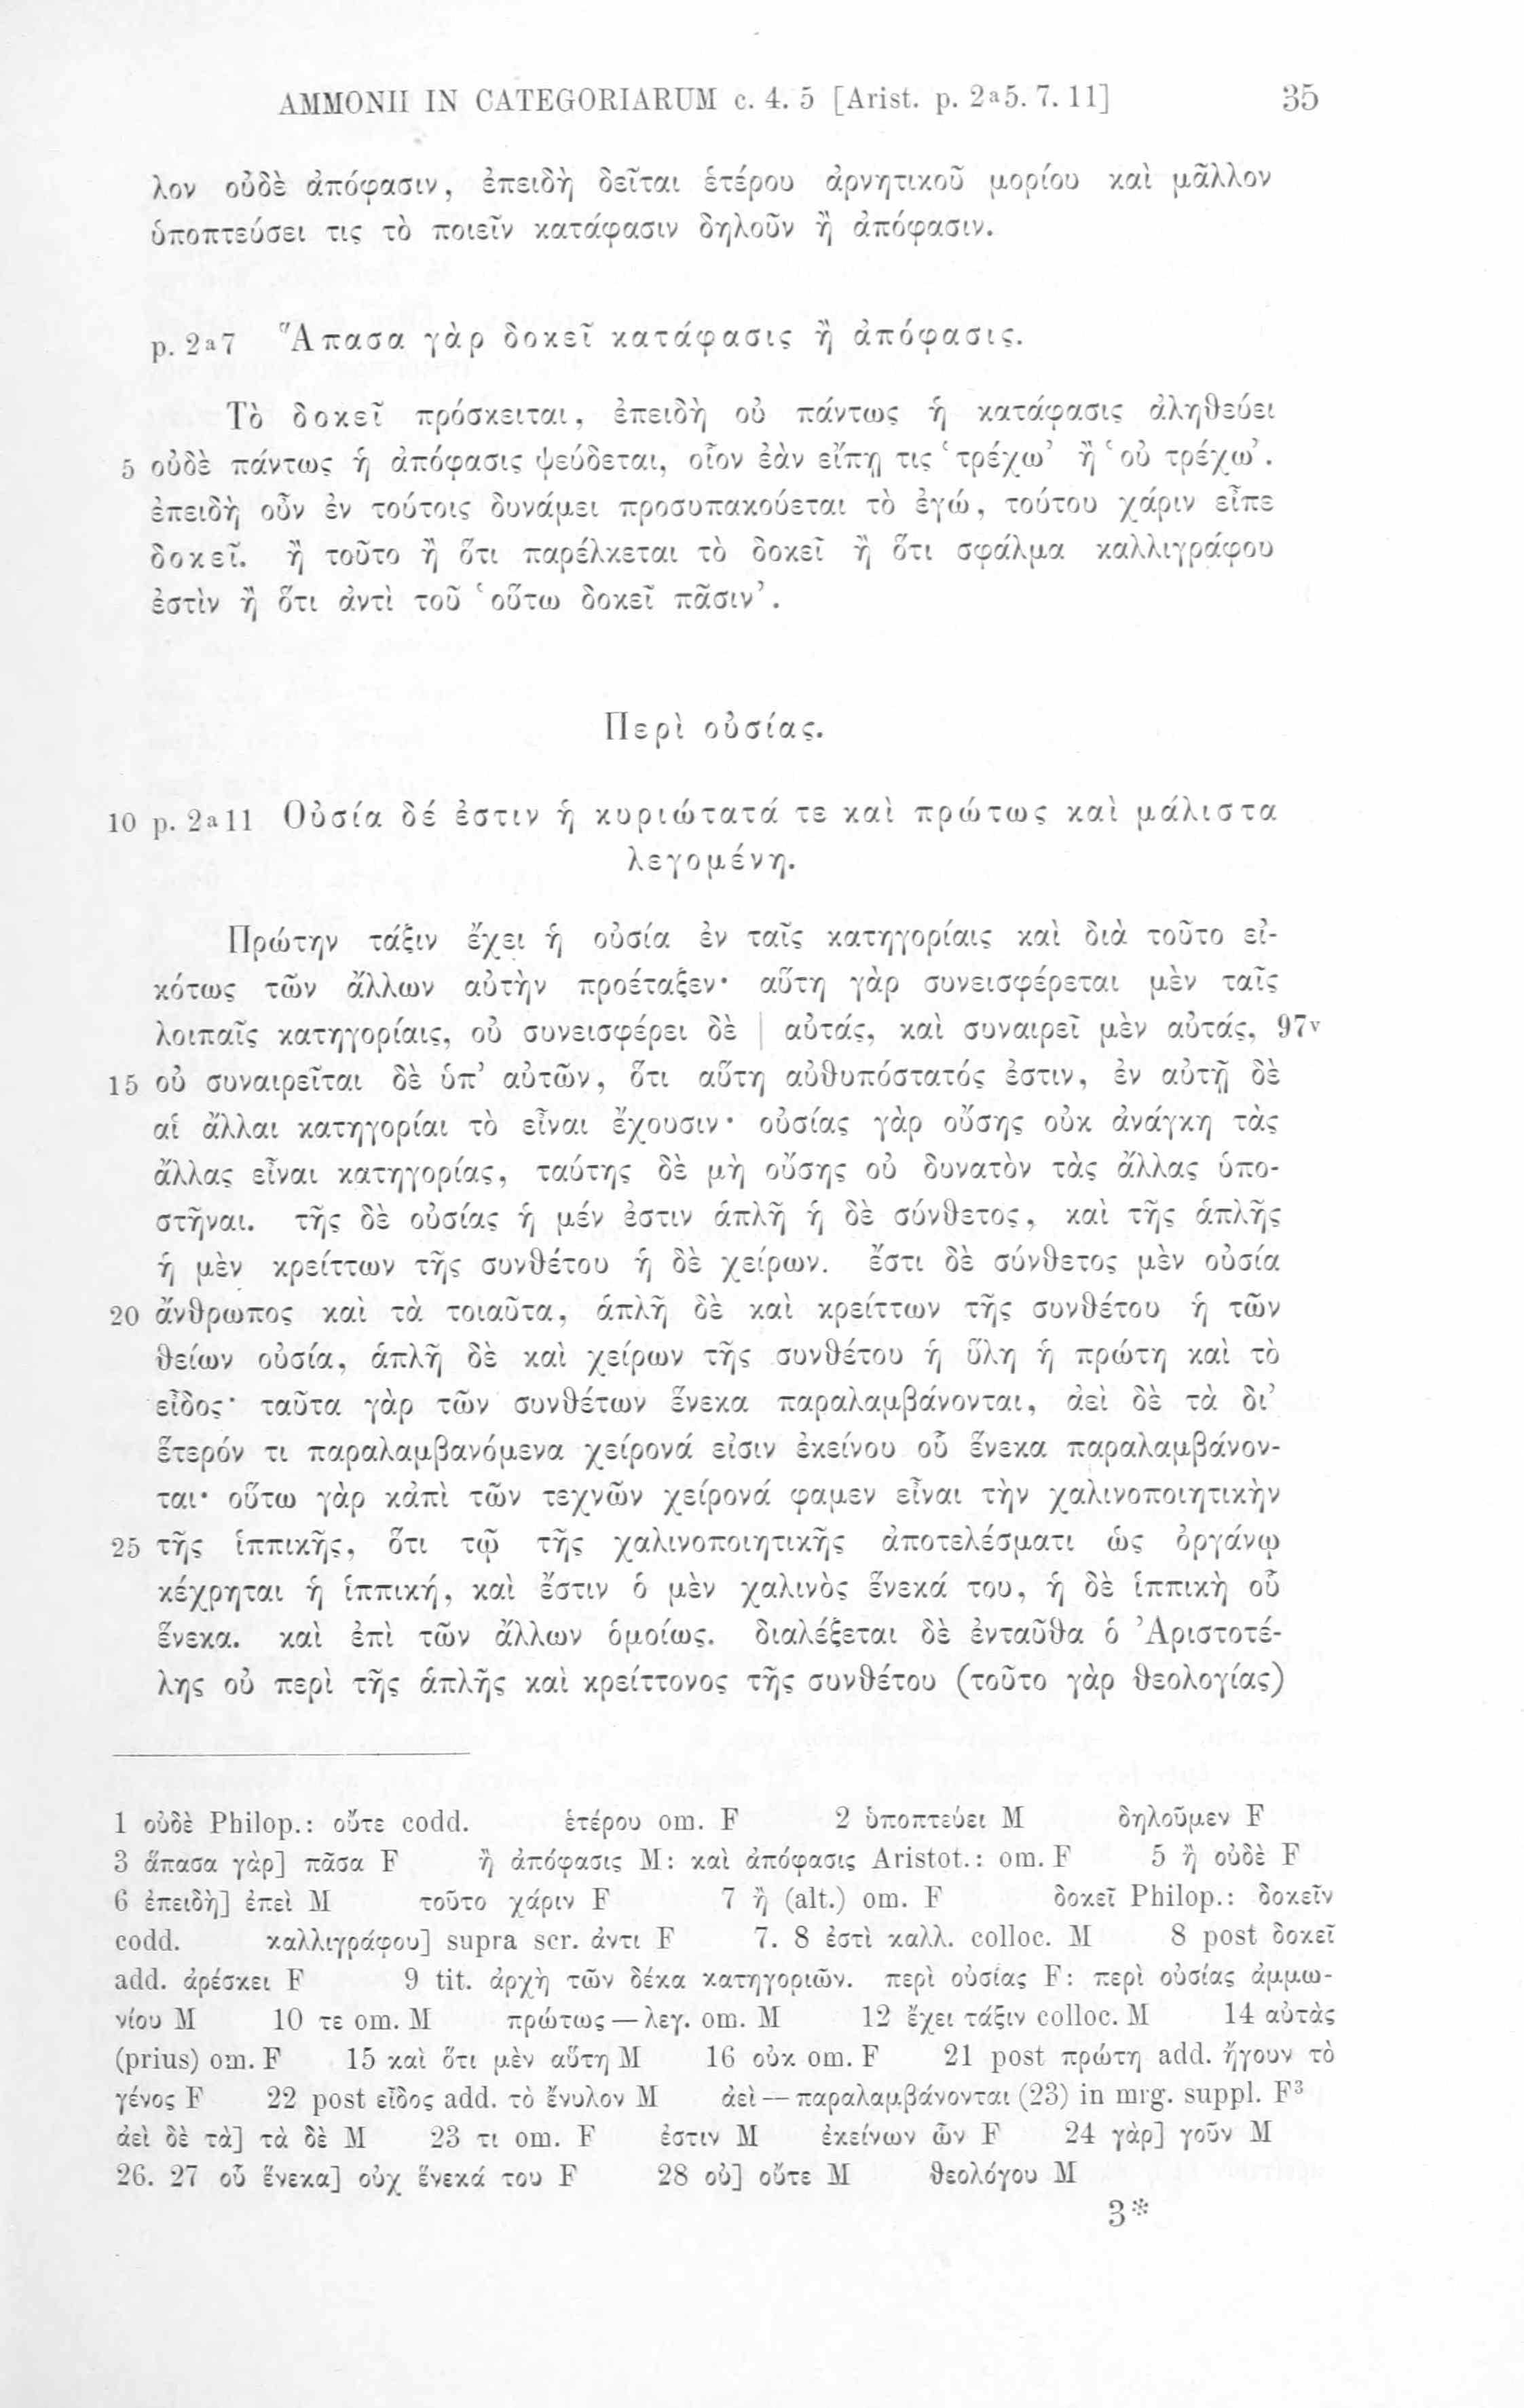 AMMONII IN CATEGORIARUM c. 4. 5 [Arist. p. 2a5. 7. 11] 35
λον οὐδὲ ἀπόφασιν, ἐπειδὴ δεῖται ἑτέρου ἀρνητικοῦ μορίου καὶ μᾶλλον
ὑποπτεύσει τις τὸ ποιεῖν κατάφασιν δηλοῦν ἢ ἀπόφασιν.
p. 2a7 Ἅπασα γὰρ δοκεῖ κατάφασις ἢ ἀπόφασις.
Τὸ δοκεῖ πρόσκειται, ἐπειδὴ οὐ πάντως ἡ κατάφασις ἀληθεύει
5 οὐδὲ πάντως ἡ ἀπόφασις ψεύδεται, οἷον ἐὰν εἴπῃ τις ‘τρέχω’ ἢ ‘οὐ τρέχω’.
ἐπειδὴ οὖν ἐν τούτοις δυνάμει προσυπακούεται τὸ ἐγώ, τούτου χάριν εἶπε
δοκεῖ. ἢ τοῦτο ἢ ὅτι παρέλκεται τὸ δοκεῖ ἢ ὅτι σφάλμα καλλιγράφου
ἐστὶν ἢ ὅτι ἀντὶ τοῦ ‘οὕτω δοκεῖ πᾶσιν’.
Περὶ οὐσίας.
10 p. 2a11 Οὐσία δέ ἐστιν ἡ κυριώτατά τε καὶ πρώτως καὶ μάλιστα
λεγομένη.
Πρώτην τάξιν ἔχει ἡ οὐσία ἐν ταῖς κατηγορίαις καὶ διὰ τοῦτο εἰ-
κότως τῶν ἄλλων αὐτὴν προέταξεν· αὕτη γὰρ συνεισφέρεται μὲν ταῖς
λοιπαῖς κατηγορίαις, οὐ συνεισφέρει δὲ | αὐτάς, καὶ συναιρεῖ μὲν αὐτάς, 97v
15 οὐ συναιρεῖται δὲ ὑπ’ αὐτῶν, ὅτι αὕτη αὐθυπόστατός ἐστιν, ἐν αὐτῇ δὲ
αἱ ἄλλαι κατηγορίαι τὸ εἶναι ἔχουσιν· οὐσίας γὰρ οὔσης οὐκ ἀνάγκη τὰς
ἄλλας εἶναι κατηγορίας, ταύτης δὲ μὴ οὔσης οὐ δυνατὸν τὰς ἄλλας ὑπο-
στῆναι. τῆς δὲ οὐσίας ἡ μέν ἐστιν ἁπλῆ ἡ δὲ σύνθετος, καὶ τῆς ἁπλῆς
ἡ μὲν κρείττων τῆς συνθέτου ἡ δὲ χείρων. ἔστι δὲ σύνθετος μὲν οὐσία
20 ἄνθρωπος καὶ τὰ τοιαῦτα, ἁπλῆ δὲ καὶ κρείττων τῆς συνθέτου ἡ τῶν
θείων οὐσία, ἁπλῆ δὲ καὶ χείρων τῆς συνθέτου ἡ ὕλη ἡ πρώτη καὶ τὸ
εἶδος· ταῦτα γὰρ τῶν συνθέτων ἕνεκα παραλαμβάνονται, ἀεὶ δὲ τὰ δι’
ἕτερόν τι παραλαμβανόμενα χείρονά εἰσιν ἐκείνου οὗ ἕνεκα παραλαμβάνον-
ται· οὕτω γὰρ κἀπὶ τῶν τεχνῶν χείρονά φαμεν εἶναι τὴν χαλινοποιητικὴν
25 τῆς ἱππικῆς, ὅτι τῷ τῆς χαλινοποιητικῆς ἀποτελέσματι ὡς ὀργάνῳ
κέχρηται ἡ ἱππική, καὶ ἔστιν ὁ μὲν χαλινὸς ἕνεκά του, ἡ δὲ ἱππικὴ οὗ
ἕνεκα. καὶ ἐπὶ τῶν ἄλλων ὁμοίως. διαλέξεται δὲ ἐνταῦθα ὁ Ἀριστοτέ-
λης οὐ περὶ τῆς ἁπλῆς καὶ κρείττονος τῆς συνθέτου (τοῦτο γὰρ θεολογίας)
1 οὐδὲ Philop.: οὔτε codd. ἑτέρου om. F 2 ὑποπτεύει M δηλοῦμεν F
3 ἅπασα γὰρ] πᾶσα F ἢ ἀπόφασις M: καὶ ἀπόφασις Aristot.: om. F 5 ἢ οὐδὲ F
6 ἐπειδὴ] ἐπεὶ M τοῦτο χάριν F 7 ἢ (alt.) om. F δοκεῖ Philop.: δοκεῖν
codd. καλλιγράφου] supra scr. ἀντι F 7. 8 ἐστὶ καλλ. colloc. M 8 post δοκεῖ
add. ἀρέσκει F 9 tit. ἀρχὴ τῶν δέκα κατηγοριῶν. περὶ οὐσίας F: περὶ οὐσίας ἀμμω-
νίου M 10 τε om. M πρώτως — λεγ. om. M 12 ἔχει τάξιν colloc. M 14 αὐτὰς
(prius) om. F 15 καὶ ὅτι μὲν αὕτη M 16 οὐκ om. F 21 post πρώτη add. ἤγουν τὸ
γένος F 22 post εἶδος add. τὸ ἔνυλον M ἀεὶ — παραλαμβάνονται (23) in mrg. suppl. F³
ἀεὶ δὲ τὰ] τὰ δὲ M 23 τι om. F ἐστιν M ἐκείνων ὧν F 24 γὰρ] γοῦν M
26. 27 οὗ ἕνεκα] οὐχ ἕνεκά του F 28 οὐ] οὔτε M θεολόγου M
3*